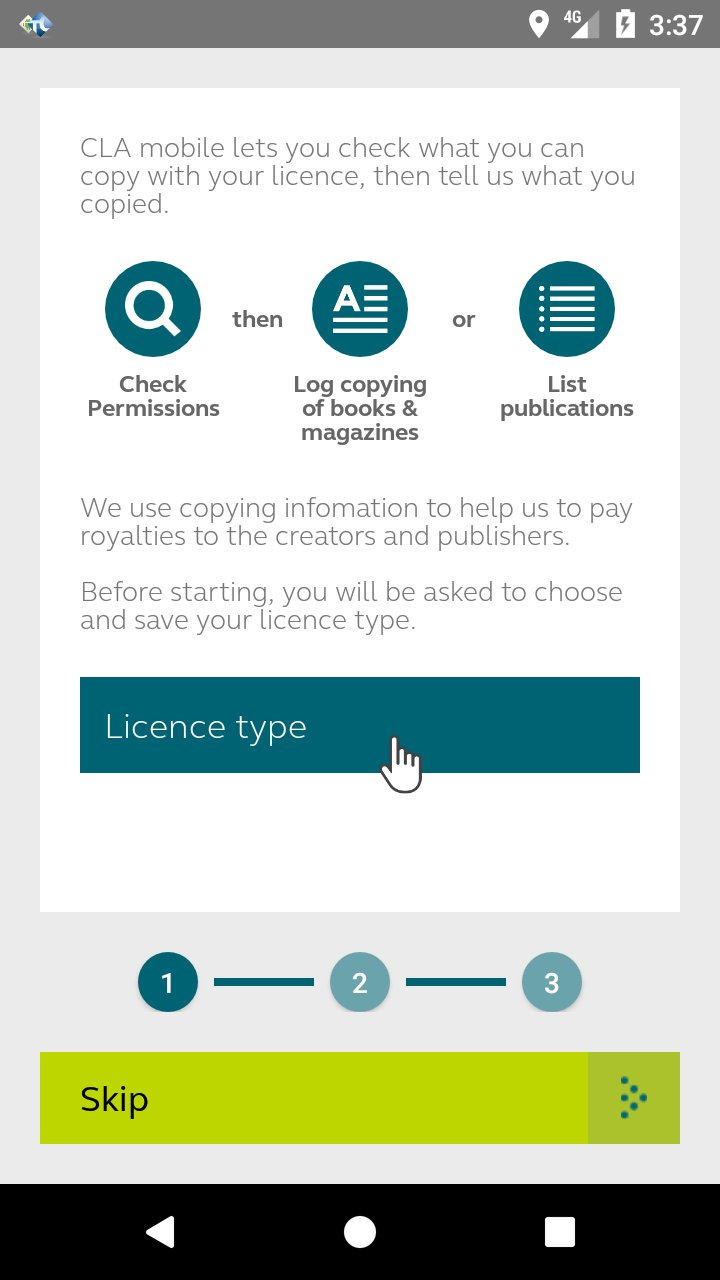 4G 3:37
CLA mobile lets you check what you can
copy with your licence, then tell us what you
copied.
then
or
Check
Permissions
Log copying
of books &
magazines
List
publications
We use copying infomation to help us to pay
royalties to the creators and publishers.
Before starting, you will be asked to choose
and save your licence type.
Licence type
1 2 3
Skip